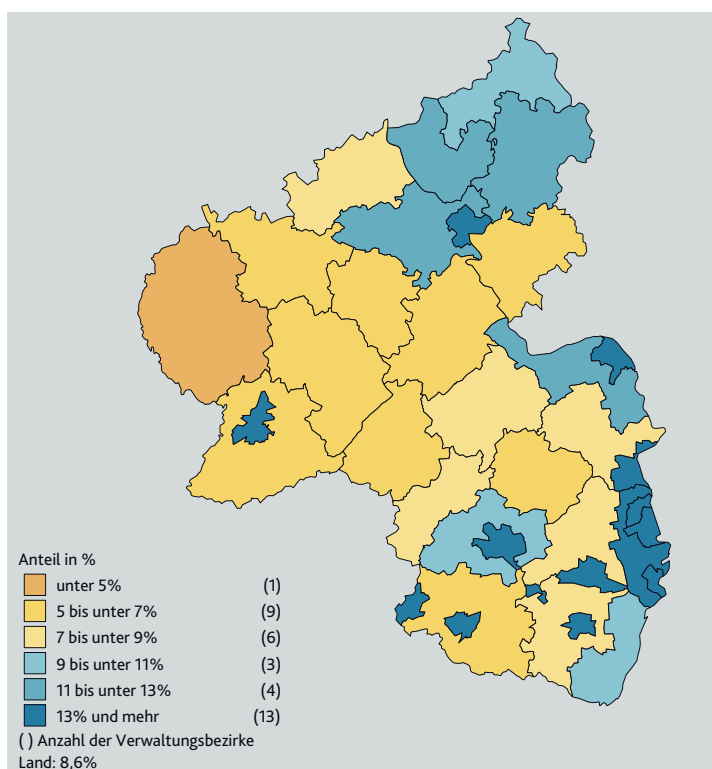 Anteil in %
unter 5% (1)
5 bis unter 7% (9)
7 bis unter 9% (6)
9 bis unter 11% (3)
11 bis unter 13% (4)
13% und mehr (13)
( ) Anzahl der Verwaltungsbezirke
Land: 8,6%